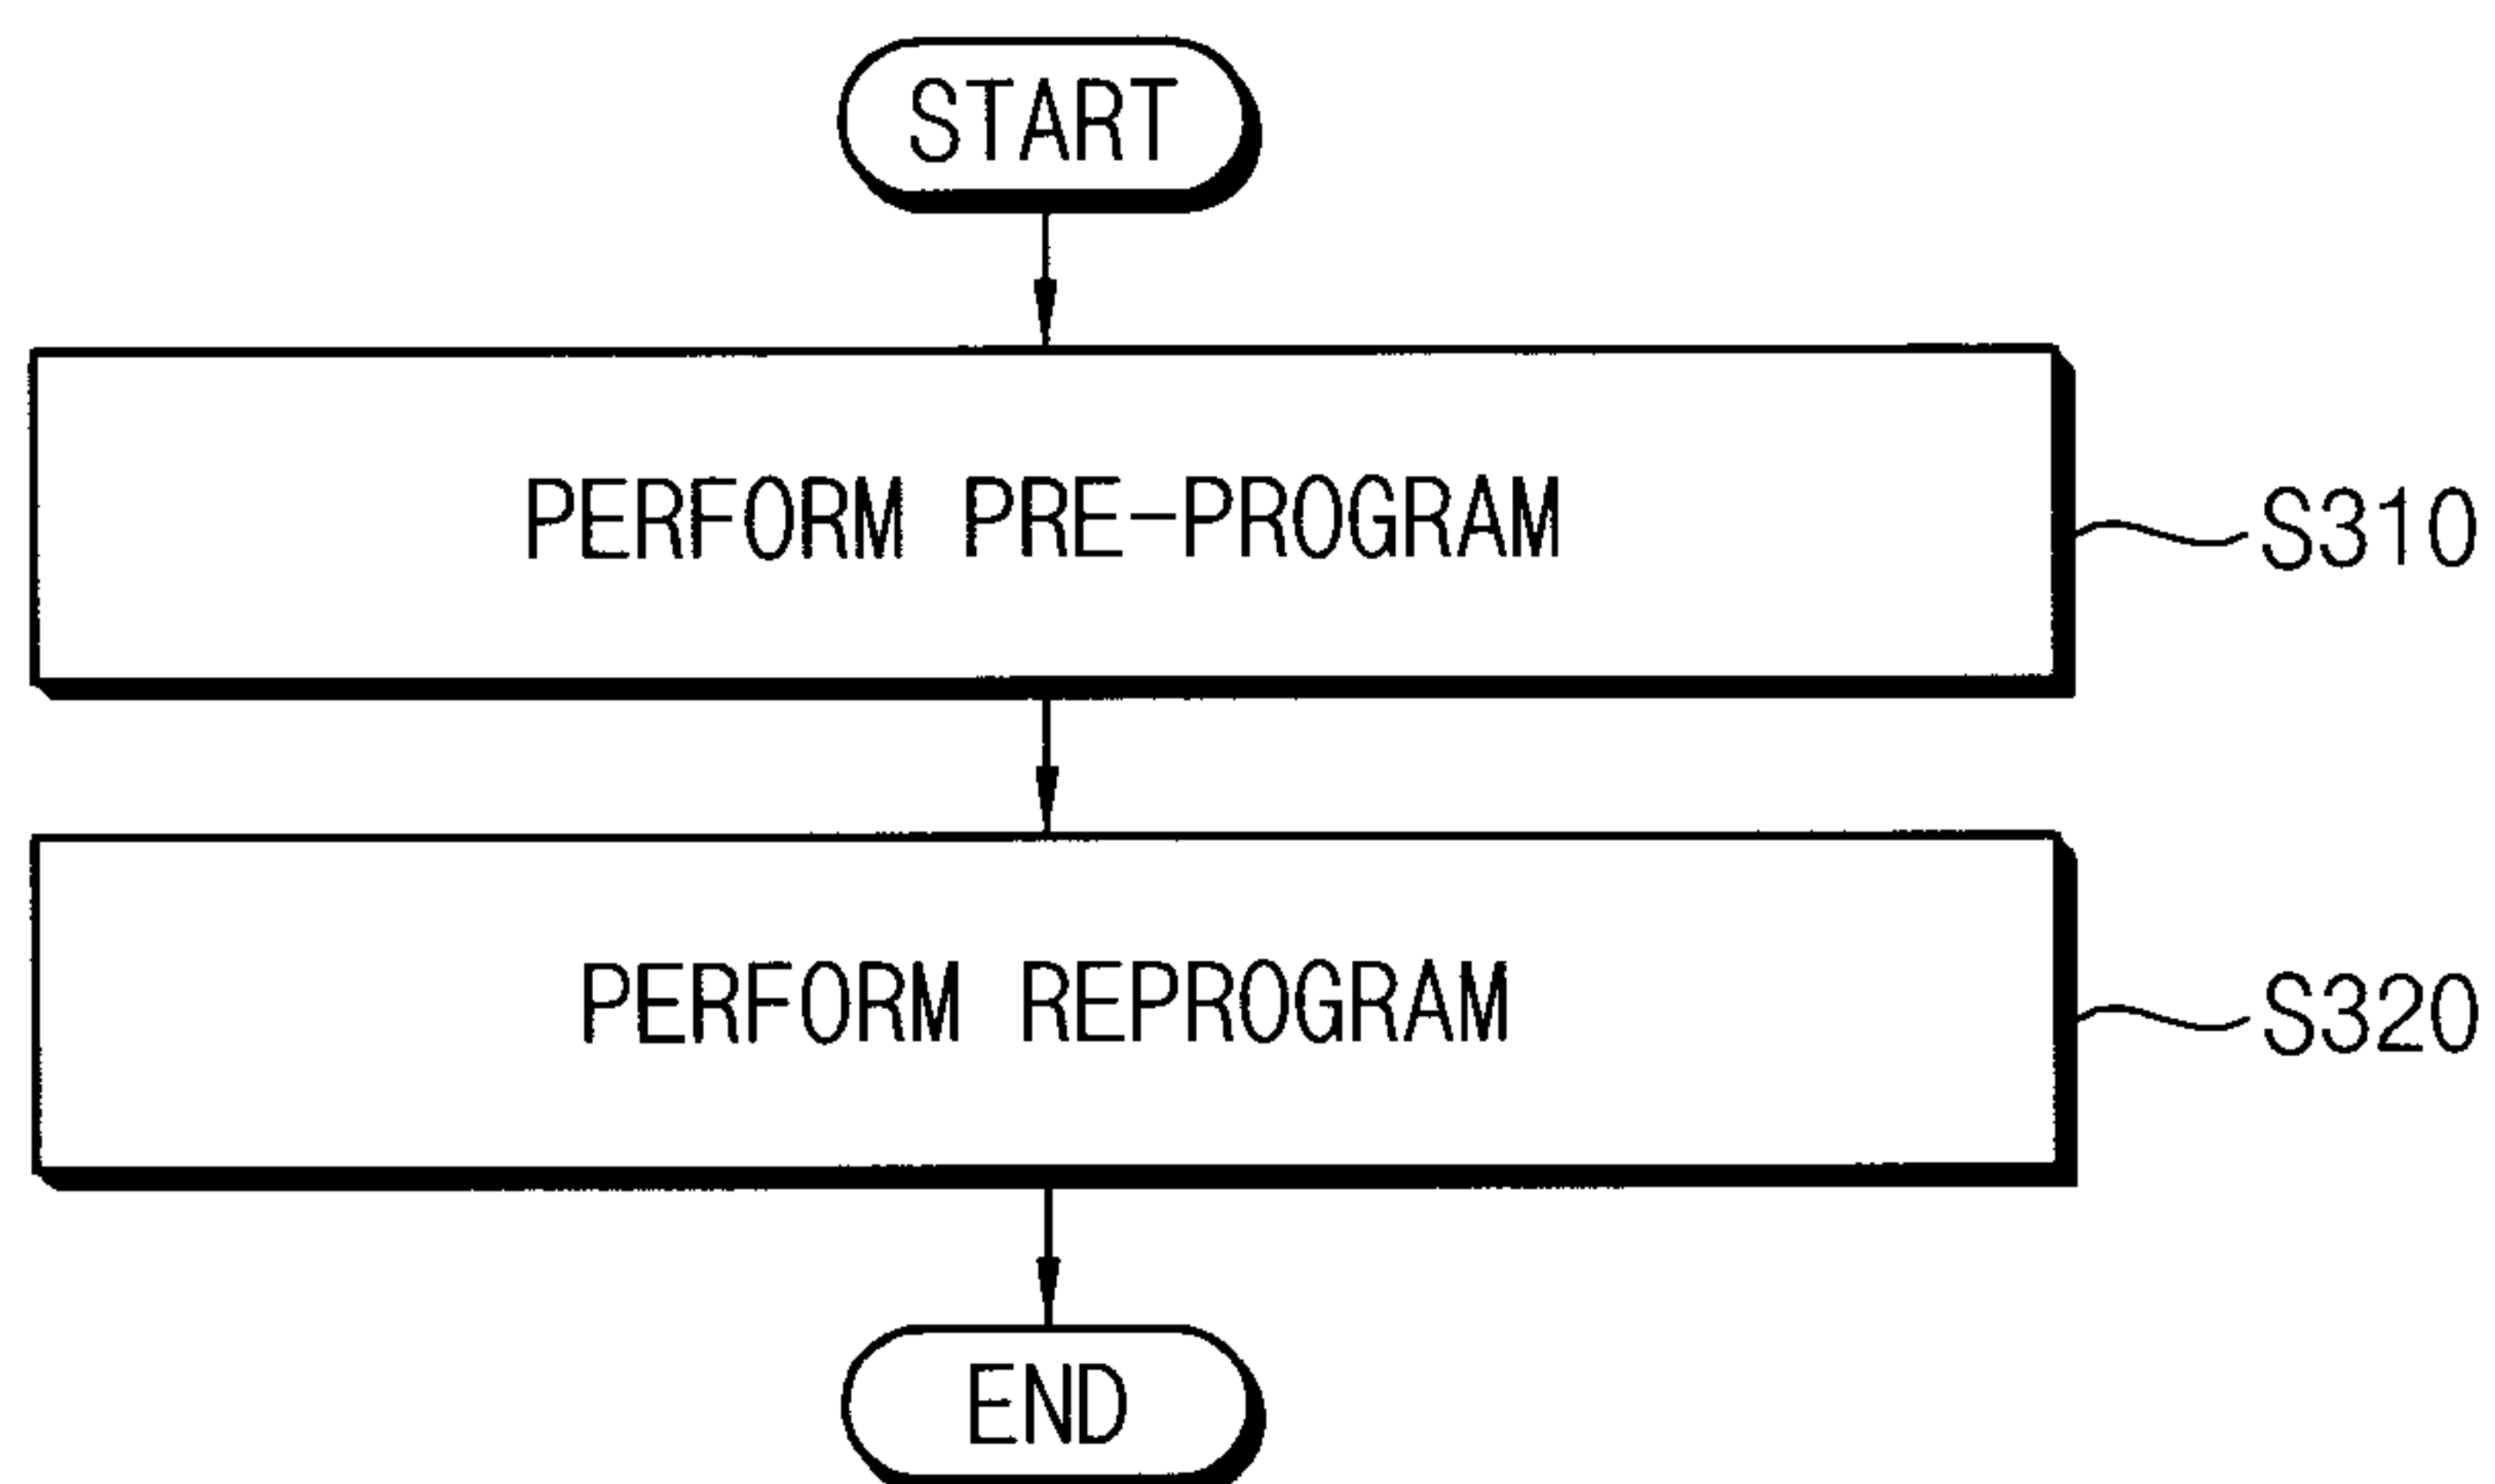 START
PERFORM PRE-PROGRAM
S310
PERFORM REPROGRAM
S320
END